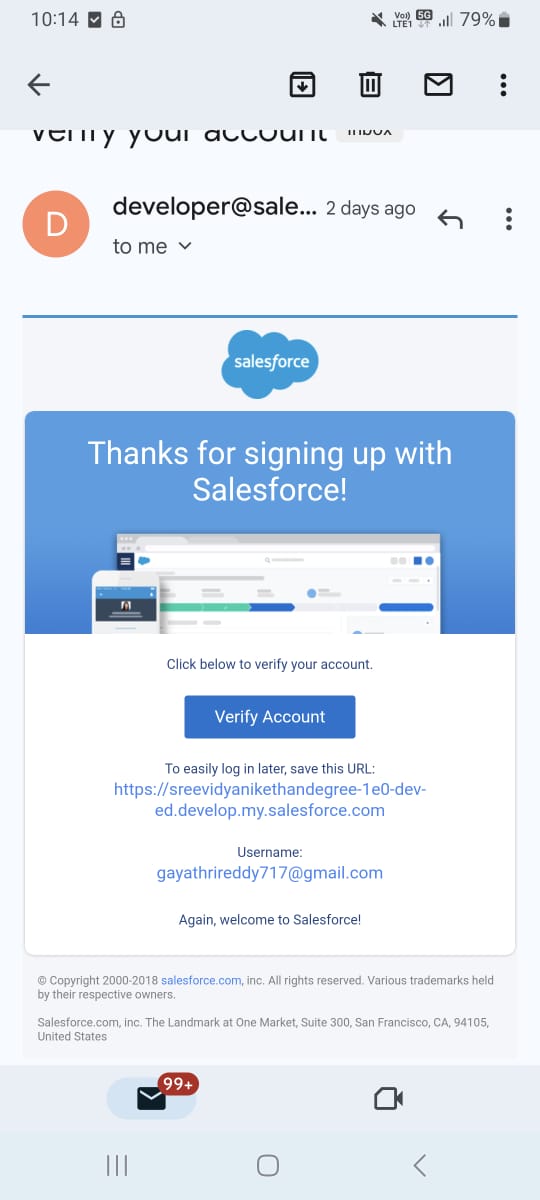 10:14
Vo)) 5G
LTE1
79%
Verify your account Inbox
D
developer@sale... 2 days ago
to me
salesforce
Thanks for signing up with
Salesforce!
Click below to verify your account.
Verify Account
To easily log in later, save this URL:
https://sreevidyanikethandegree-1e0-dev-
ed.develop.my.salesforce.com
Username:
gayathrireddy717@gmail.com
Again, welcome to Salesforce!
© Copyright 2000-2018 salesforce.com, inc. All rights reserved. Various trademarks held
by their respective owners.
Salesforce.com, inc. The Landmark at One Market, Suite 300, San Francisco, CA, 94105,
United States
99+